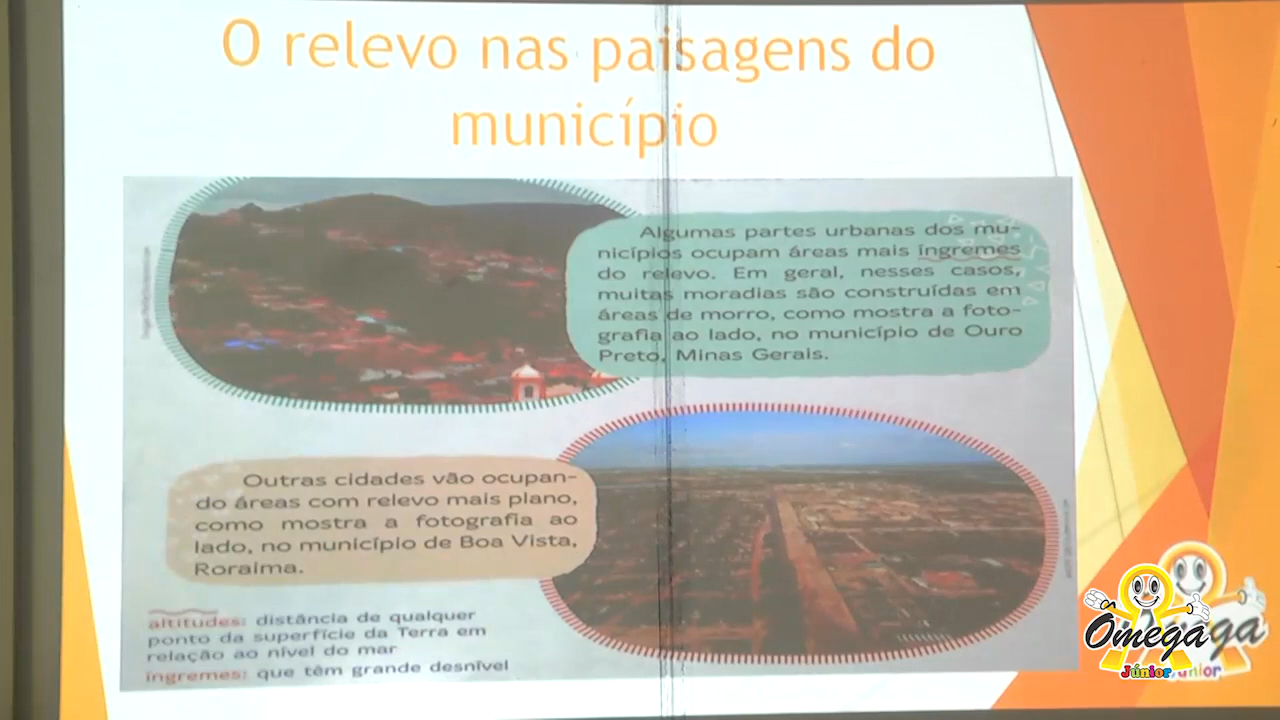 O relevo nas paisagens do
município
Algumas partes urbanas dos mu-
nicípios ocupam áreas mais íngremes
do relevo. Em geral, nesses casos,
muitas moradias são construídas em
áreas de morro, como mostra a foto-
grafia ao lado, no município de Ouro
Preto, Minas Gerais.
Outras cidades vão ocupan-
do áreas com relevo mais plano,
como mostra a fotografia ao
lado, no município de Boa Vista,
Roraima.
altitudes: distância de qualquer
ponto da superfície da Terra em
relação ao nível do mar
íngremes: que têm grande desnível
Ômega
Júnior